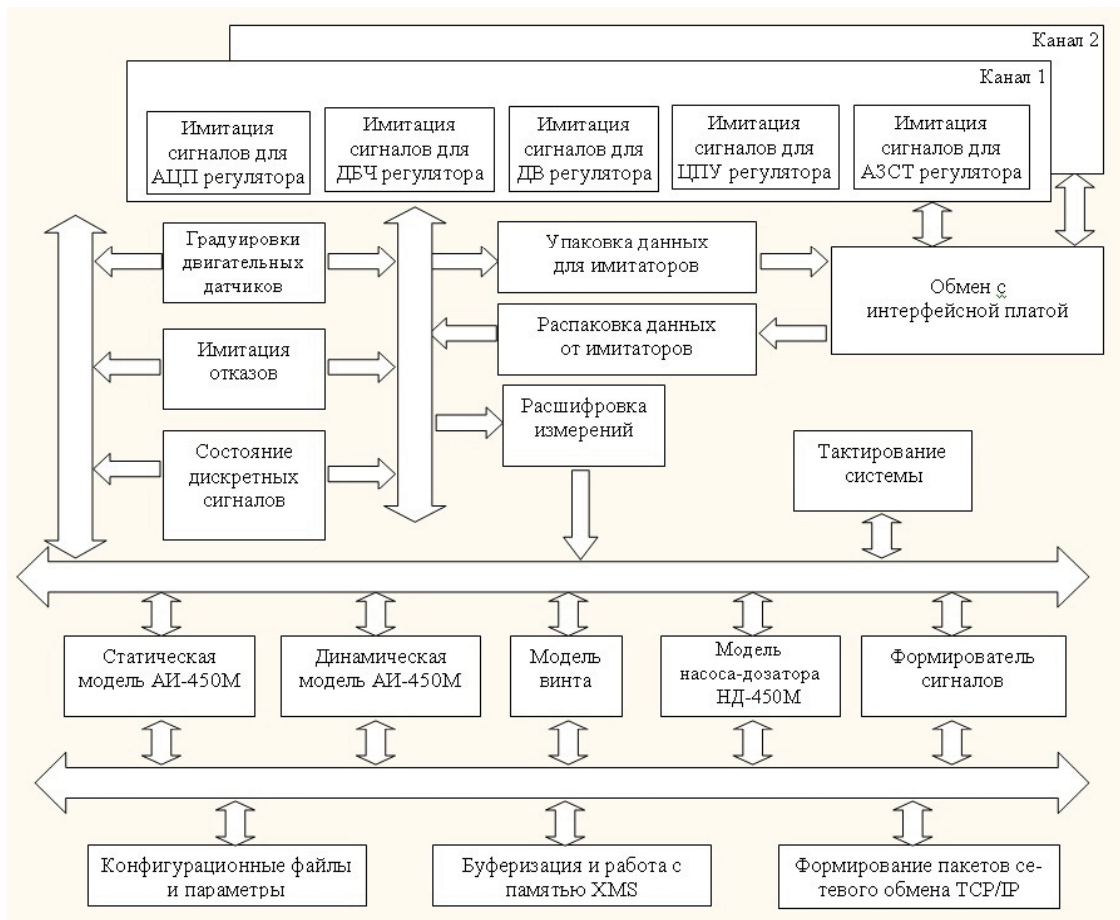 Канал 2
Канал 1
Имитация
сигналов для
АЦП регулятора
Имитация
сигналов для
ДБЧ регулятора
Имитация
сигналов для
ДВ регулятора
Имитация
сигналов для
ЦПУ регулятора
Имитация
сигналов для
АЗСТ регулятора
Градуировки
двигательных
датчиков
Упаковка данных
для имитаторов
Обмен с
интерфейсной платой
Распаковка данных
от имитаторов
Имитация
отказов
Расшифровка
измерений
Состояние
дискретных
сигналов
Тактирование
системы
Статическая
модель АИ-450М
Динамическая
модель АИ-450М
Модель
винта
Модель
насоса-дозатора
НД-450М
Формирователь
сигналов
Конфигурационные файлы
и параметры
Буферизация и работа с
памятью XMS
Формирование пакетов се-
тевого обмена TCP/IP